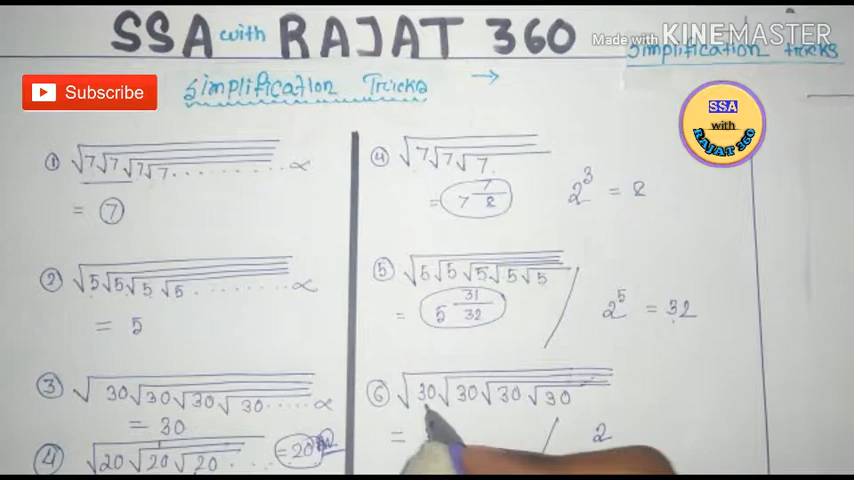 SSA with RAJAT 360
Made with KINEMASTER
Simplification tricks
Subscribe
Simplification Tricks →
SSA
with
RAJAT 360
① √7√7√7√7.........∝
= 7
② √5√5√5√5.........∝
= 5
③ √30√30√30√30.....∝
= 30
④ √20√20√20... = 20
④ √7√7√7
= 7 7/8
2³ = 8
⑤ √5√5√5√5√5
= 5 31/32
2⁵ = 32
⑥ √30√30√30√30
=
2